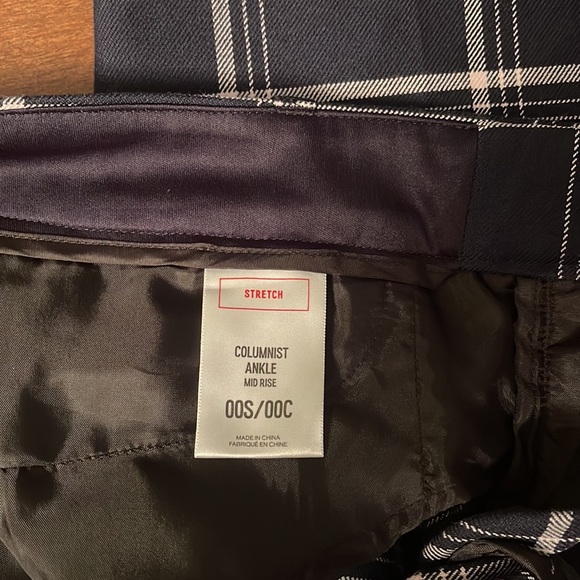 STRETCH
COLUMNIST
ANKLE
MID RISE
00S/00C
MADE IN CHINA
FABRIQUÉ EN CHINE